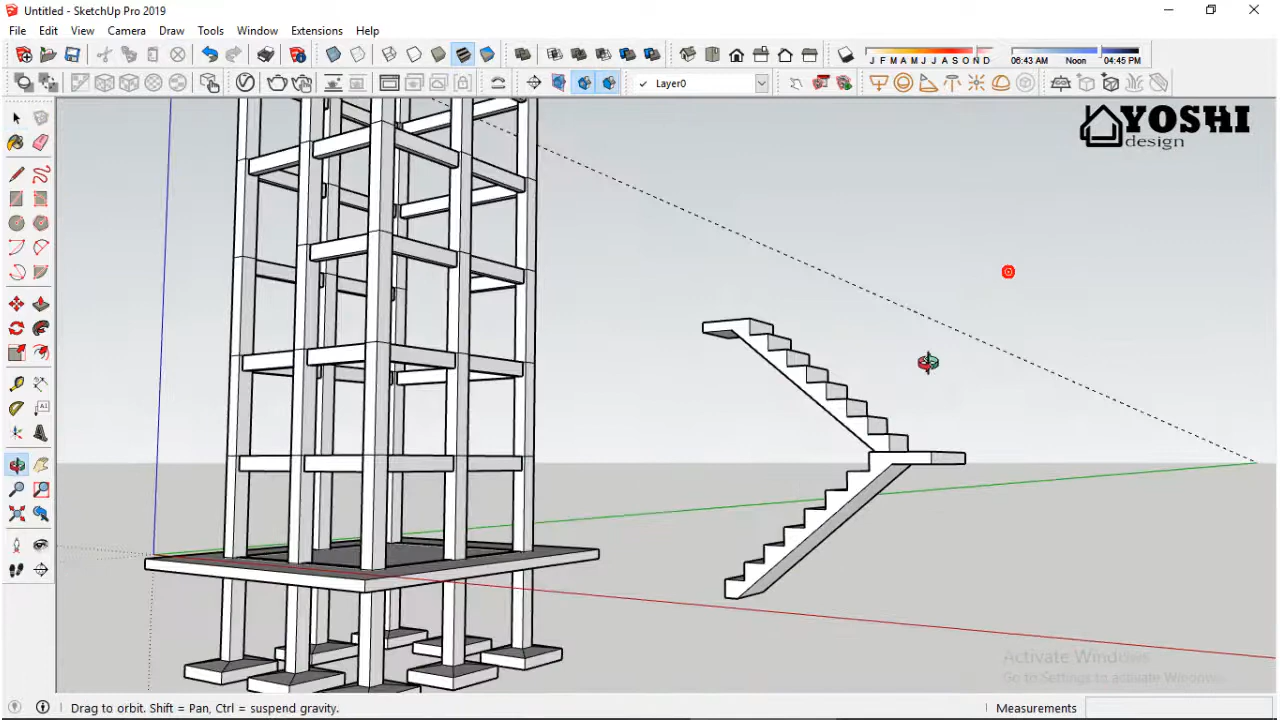 Untitled - SketchUp Pro 2019
File Edit View Camera Draw Tools Window Extensions Help
J F M A M J J A S O N D
06:43 AM Noon 04:45 PM
Layer0
YOSHI
design
Activate Windows
Go to Settings to activate Windows.
Drag to orbit. Shift = Pan, Ctrl = suspend gravity.
Measurements